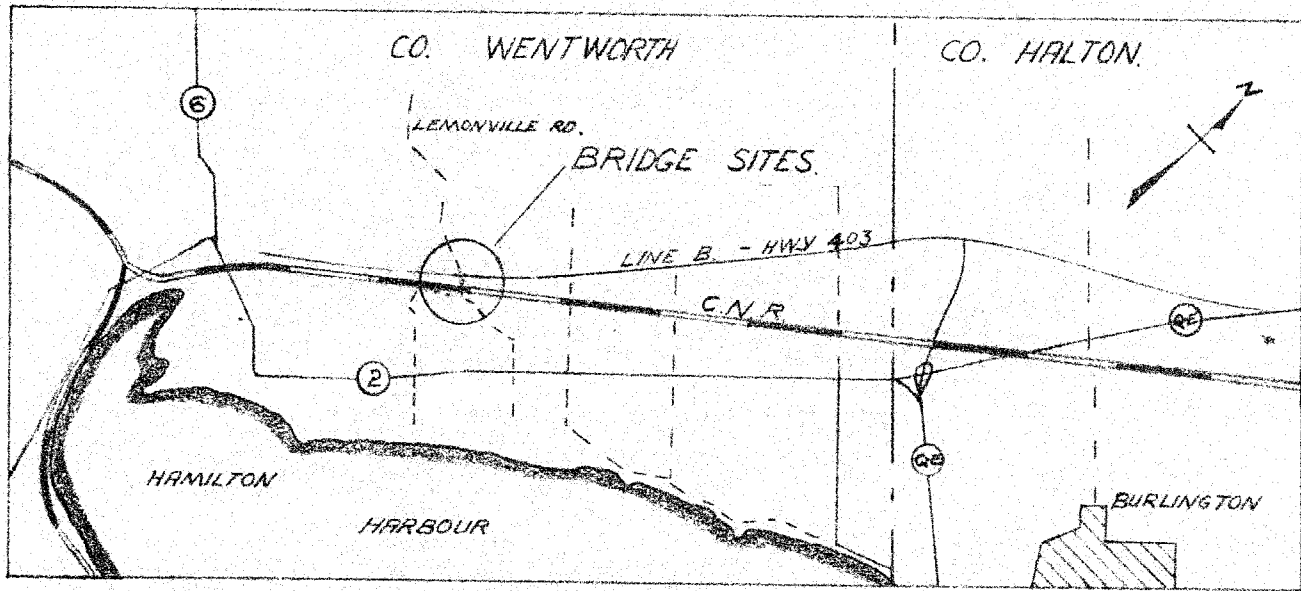 CO. WENTWORTH
CO. HALTON.
6
Z
LEMONVILLE RD.
BRIDGE SITES.
LINE B. - HWY 403
C.N.R
QE
2
QE
HAMILTON
HARBOUR
BURLINGTON